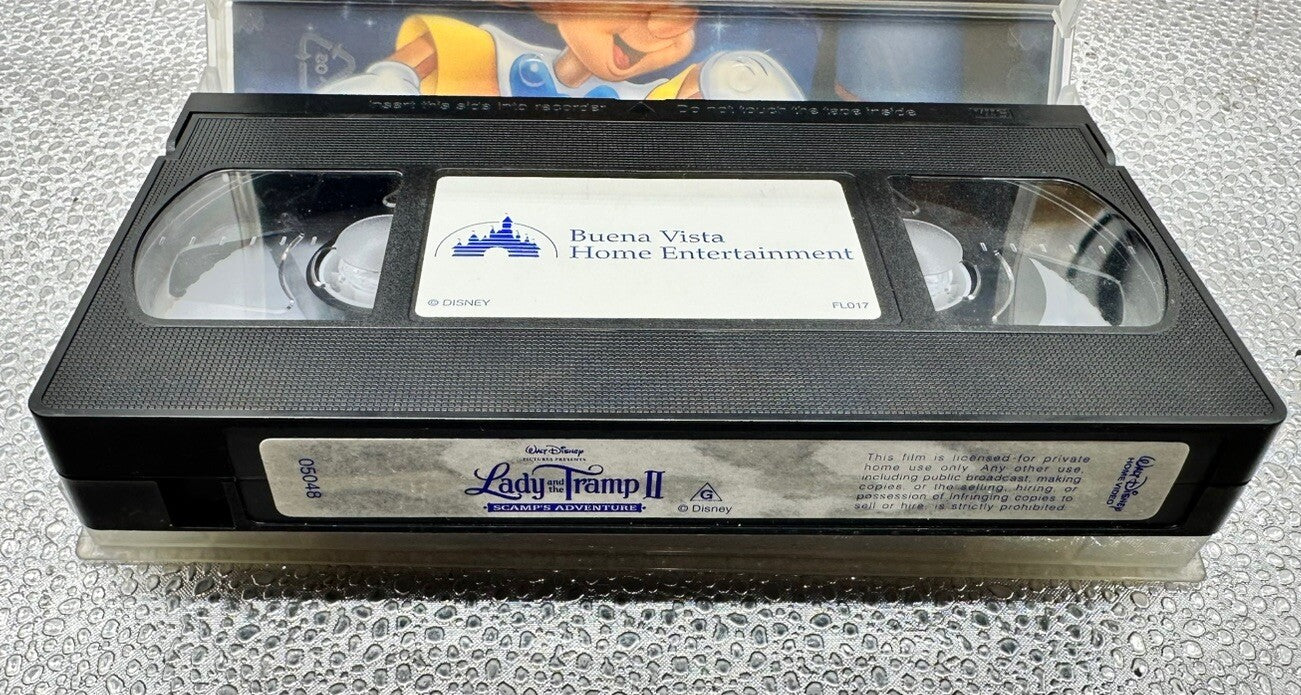 Insert this side into recorder Do not touch the tape inside VHS
Buena Vista
Home Entertainment
© DISNEY
FL017
05048
WALT DISNEY
PICTURES PRESENTS
Lady and the Tramp II
SCAMP'S ADVENTURE
G
© Disney
This film is licensed for private
home use only. Any other use,
including public broadcast, making
copies, or the selling, hiring, or
possession of infringing copies to
sell or hire, is strictly prohibited.
WALT DISNEY
HOME VIDEO